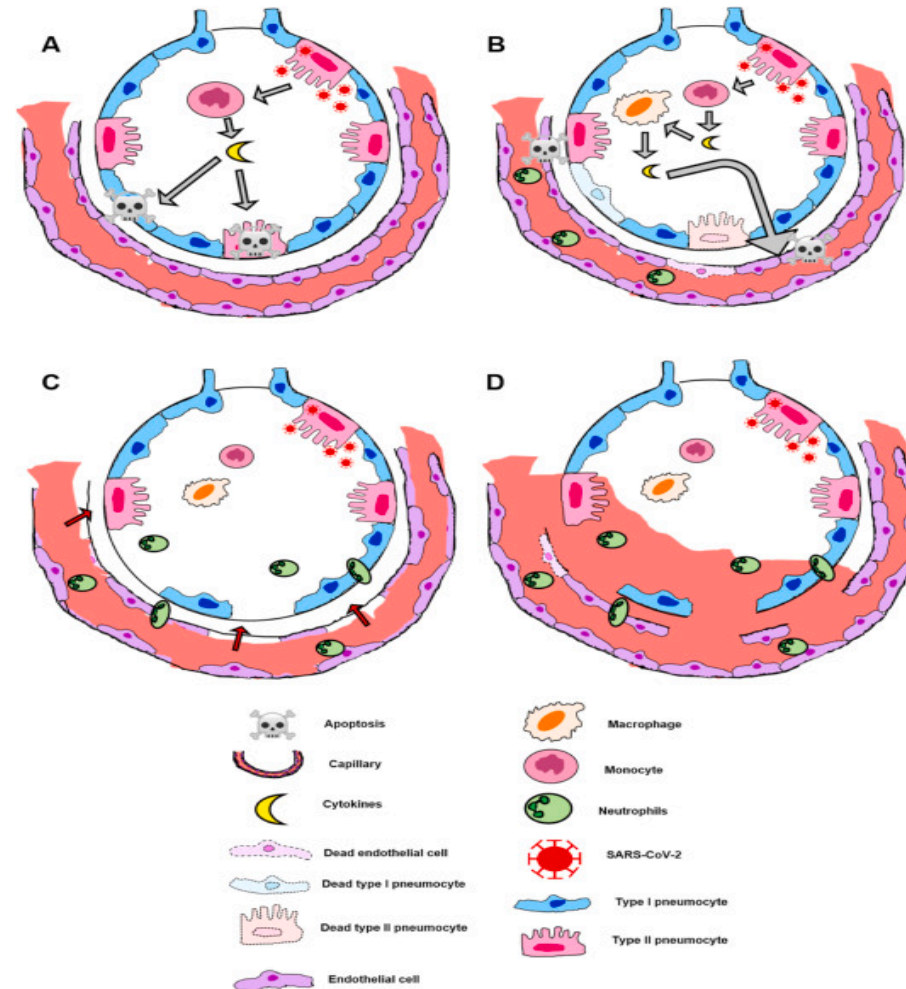 A
B
C
D
Apoptosis
Capillary
Cytokines
Dead endothelial cell
Dead type I pneumocyte
Dead type II pneumocyte
Endothelial cell
Macrophage
Monocyte
Neutrophils
SARS-CoV-2
Type I pneumocyte
Type II pneumocyte